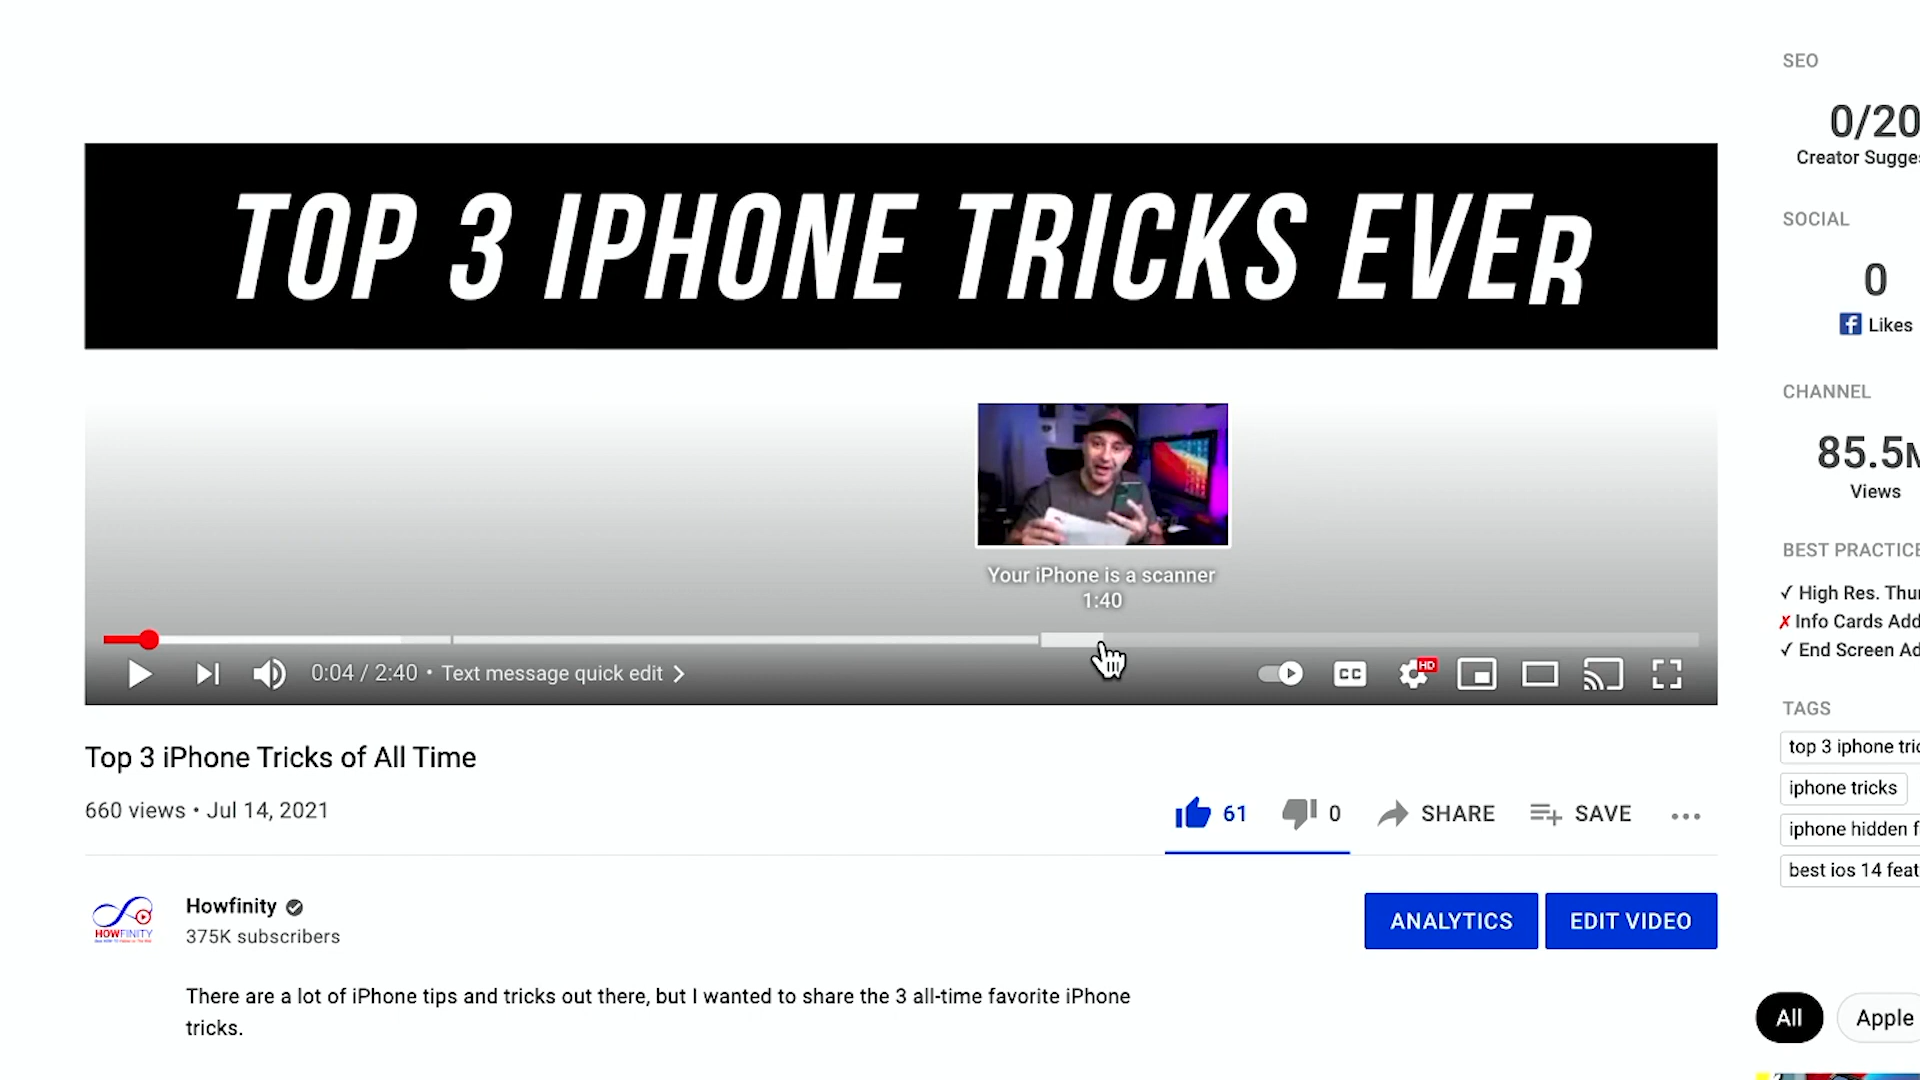 TOP 3 IPHONE TRICKS EVER
Your iPhone is a scanner
1:40
0:04 / 2:40 • Text message quick edit >
CC
HD
Top 3 iPhone Tricks of All Time
660 views • Jul 14, 2021
61
0
SHARE
SAVE
HOWFINITY
Howfinity
375K subscribers
ANALYTICS
EDIT VIDEO
There are a lot of iPhone tips and tricks out there, but I wanted to share the 3 all-time favorite iPhone
tricks.
SEO
0/20
Creator Sugges
SOCIAL
0
Likes
CHANNEL
85.5M
Views
BEST PRACTICE
✓ High Res. Thu
✗ Info Cards Add
✓ End Screen Ad
TAGS
top 3 iphone tric
iphone tricks
iphone hidden f
best ios 14 feat
All
Apple